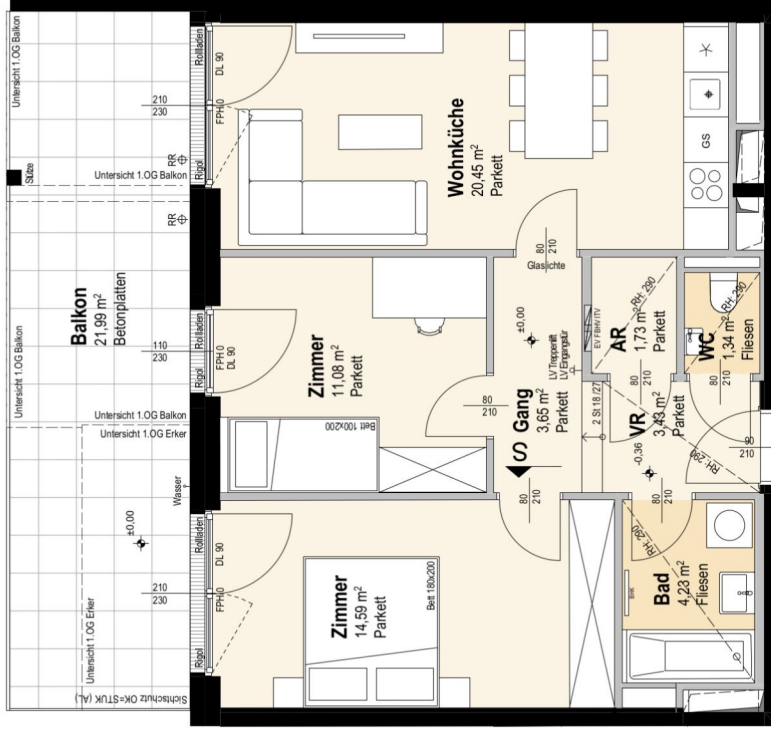 Untersicht 1.OG Balkon
Stütze
Untersicht 1.OG Balkon
Balkon
21,99 m²
Betonplatten
210
230
RR
RR
Untersicht 1.OG Balkon
Rollladen
Rigol
FPH 0
DL 90
Wohnküche
20,45 m²
Parkett
GS
80
210
Glaslichte
110
230
Rollladen
Rigol
FPH 0
DL 90
Zimmer
11,08 m²
Parkett
Bett 100x200
80
210
±0,00
Gang
3,65 m²
Parkett
S
LV Treppenlift
LV Eingangstür
EV FBHV ITV
AR
1,73 m²
Parkett
RH: 290
WC
1,34 m²
Fliesen
RH: 290
80
210
80
210
2 St 18/27
VR
3,43 m²
Parkett
-0,36
RH: 290
90
210
Untersicht 1.OG Balkon
Untersicht 1.OG Erker
Wasser
±0,00
Untersicht 1.OG Erker
Sichtschutz OK=STUK (AL)
210
230
Rollladen
Rigol
FPH 0
DL 90
Zimmer
14,59 m²
Parkett
Bett 180x200
80
210
80
210
Bad
4,23 m²
Fliesen
RH: 290